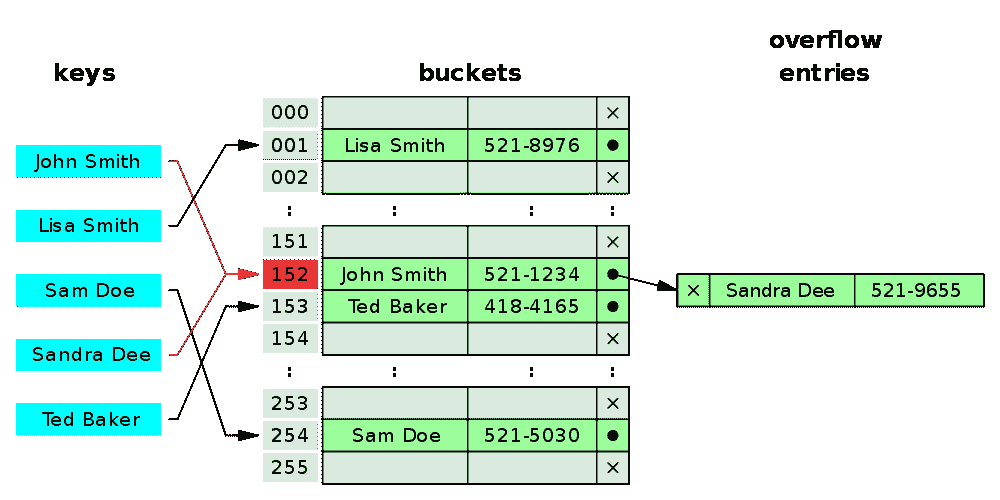 overflow
entries
keys
buckets
000 ×
001 Lisa Smith 521-8976 ●
002 ×
: : : :
151 ×
152 John Smith 521-1234 ●
153 Ted Baker 418-4165 ●
154 ×
: : : :
253 ×
254 Sam Doe 521-5030 ●
255 ×
John Smith
Lisa Smith
Sam Doe
Sandra Dee
Ted Baker
× Sandra Dee 521-9655